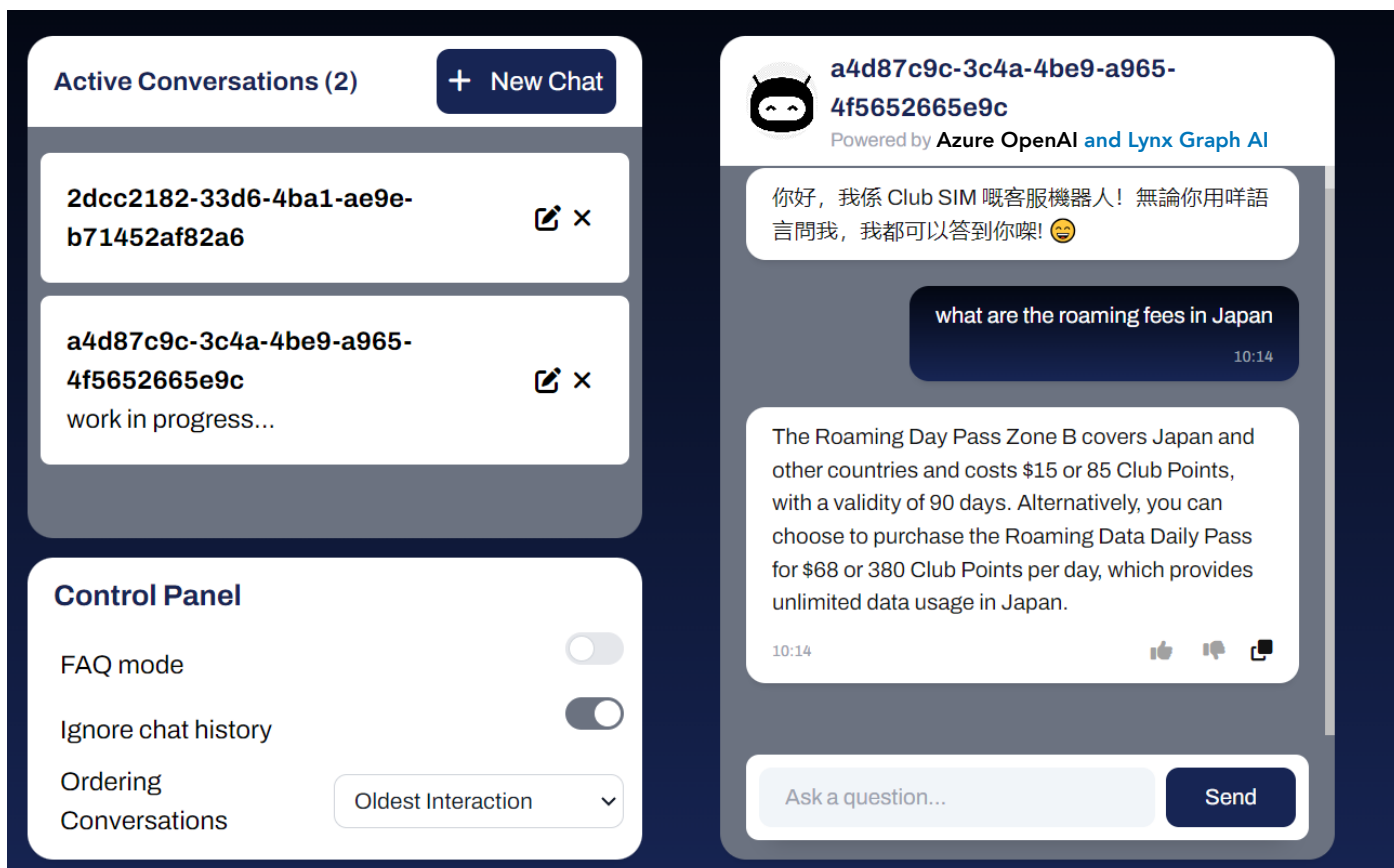 Active Conversations (2)
+ New Chat
2dcc2182-33d6-4ba1-ae9e-
b71452af82a6
a4d87c9c-3c4a-4be9-a965-
4f5652665e9c
work in progress...
Control Panel
FAQ mode
Ignore chat history
Ordering
Conversations
Oldest Interaction
a4d87c9c-3c4a-4be9-a965-
4f5652665e9c
Powered by Azure OpenAI and Lynx Graph AI
你好，我係 Club SIM 嘅客服機器人！無論你用咩語
言問我，我都可以答到你㗎! 😄
what are the roaming fees in Japan
10:14
The Roaming Day Pass Zone B covers Japan and
other countries and costs $15 or 85 Club Points,
with a validity of 90 days. Alternatively, you can
choose to purchase the Roaming Data Daily Pass
for $68 or 380 Club Points per day, which provides
unlimited data usage in Japan.
10:14
Ask a question...
Send